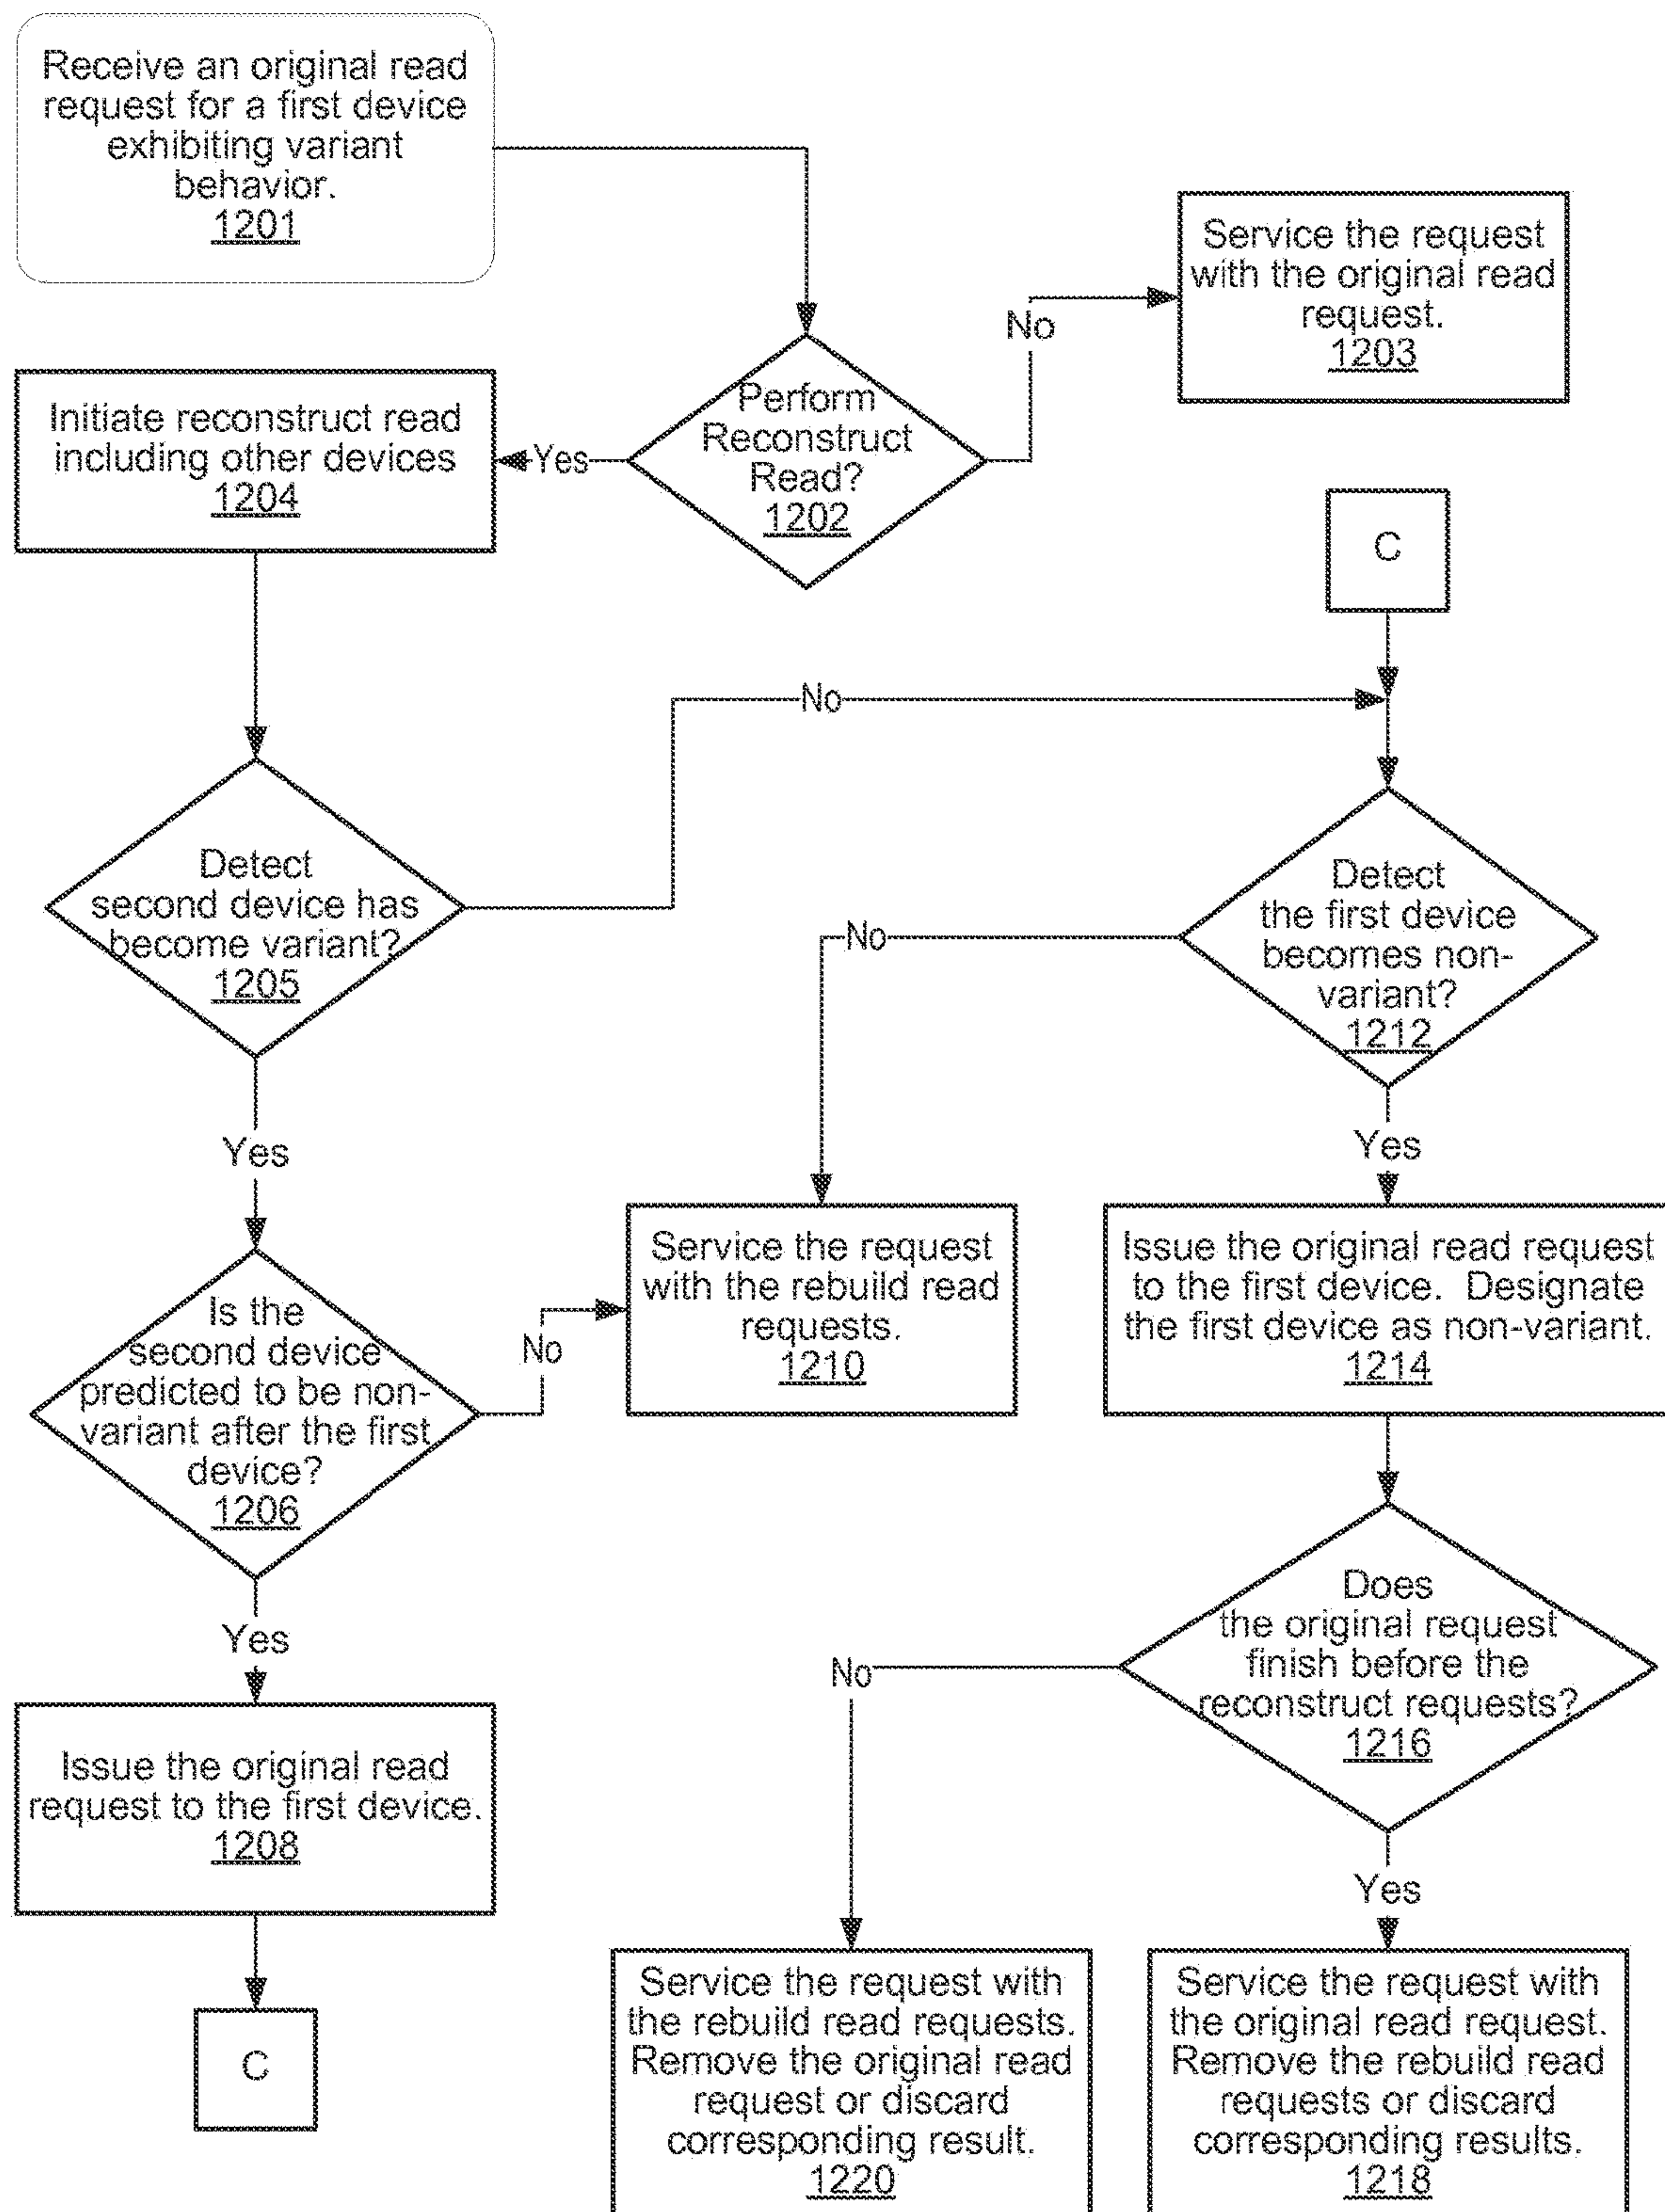 Receive an original read
request for a first device
exhibiting variant
behavior.
1201
Service the request
with the original read
request.
1203
No
Perform
Reconstruct
Read?
1202
Yes
Initiate reconstruct read
including other devices
1204
C
No
Detect
second device has
become variant?
1205
Detect
the first device
becomes non-
variant?
1212
No
Yes
Yes
Is the
second device
predicted to be non-
variant after the first
device?
1206
No
Service the request
with the rebuild read
requests.
1210
Issue the original read request
to the first device. Designate
the first device as non-variant.
1214
Yes
Does
the original request
finish before the
reconstruct requests?
1216
No
Yes
Issue the original read
request to the first device.
1208
C
Service the request with
the rebuild read requests.
Remove the original read
request or discard
corresponding result.
1220
Service the request with
the original read request.
Remove the rebuild read
requests or discard
corresponding results.
1218